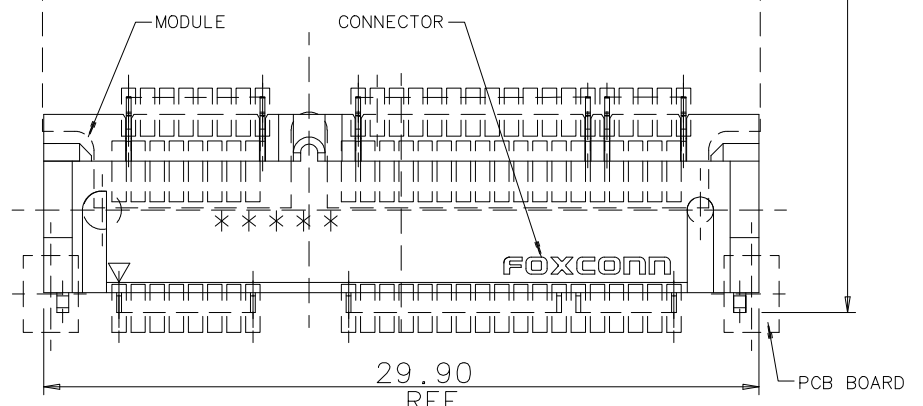 MODULE
CONNECTOR
*****
FOXCONN
29.90
REF
PCB BOARD